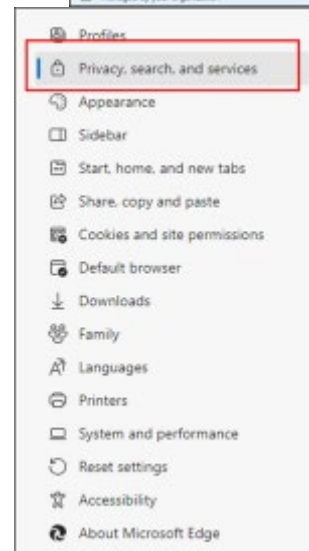 Profiles
Privacy, search, and services
Appearance
Sidebar
Start, home, and new tabs
Share, copy and paste
Cookies and site permissions
Default browser
Downloads
Family
Languages
Printers
System and performance
Reset settings
Accessibility
About Microsoft Edge